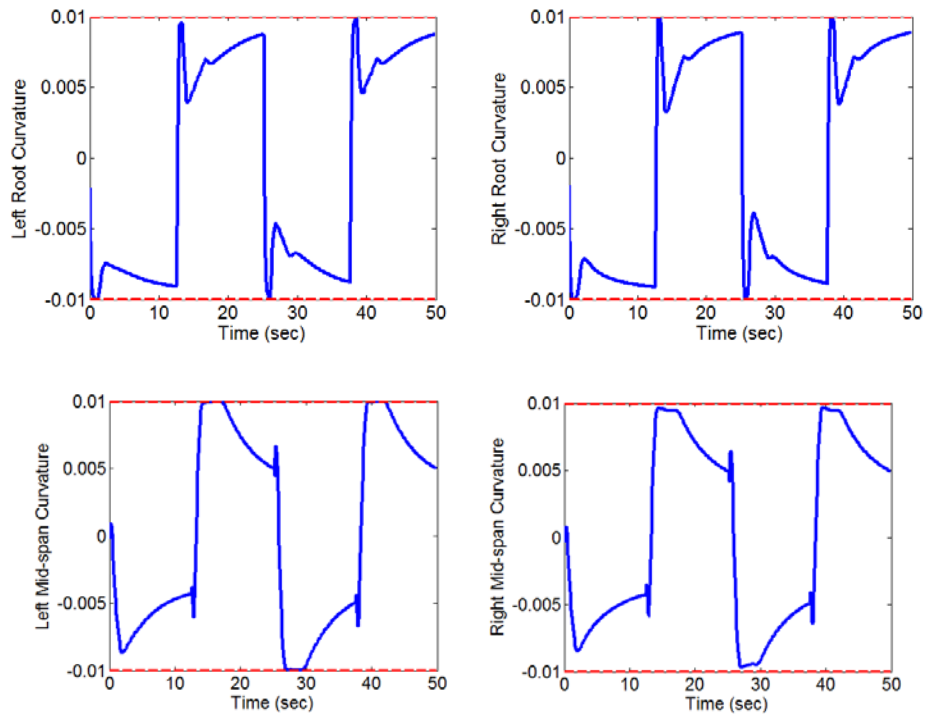 0.01
0.005
0
-0.005
-0.01
Left Root Curvature
0 10 20 30 40 50
Time (sec)
0.01
0.005
0
-0.005
-0.01
Right Root Curvature
0 10 20 30 40 50
Time (sec)
0.01
0.005
0
-0.005
-0.01
Left Mid-span Curvature
0 10 20 30 40 50
Time (sec)
0.01
0.005
0
-0.005
-0.01
Right Mid-span Curvature
0 10 20 30 40 50
Time (sec)